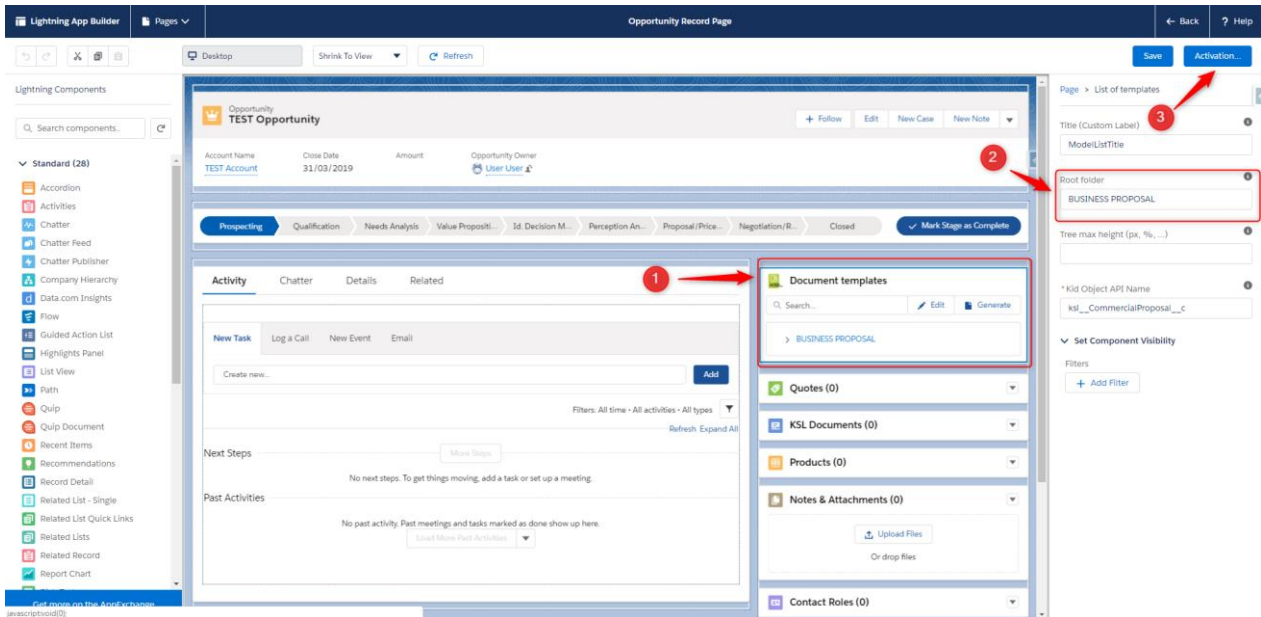 Lightning App Builder
Pages
Opportunity Record Page
Back
? Help
Desktop
Shrink To View
Refresh
Save
Activation...
Lightning Components
Search components..
Standard (28)
Accordion
Activities
Chatter
Chatter Feed
Chatter Publisher
Company Hierarchy
Data.com Insights
Flow
Guided Action List
Highlights Panel
List View
Path
Quip
Quip Document
Recent Items
Recommendations
Record Detail
Related List - Single
Related List Quick Links
Related Lists
Related Record
Report Chart
Get more on the AppExchange
javascript:void(0);
Opportunity
TEST Opportunity
+ Follow
Edit
New Case
New Note
Account Name
Close Date
Amount
Opportunity Owner
TEST Account
31/03/2019
User User
Prospecting
Qualification
Needs Analysis
Value Propositi...
Id. Decision M...
Perception An...
Proposal/Price...
Negotiation/R...
Closed
Mark Stage as Complete
Activity
Chatter
Details
Related
New Task
Log a Call
New Event
Email
Create new...
Add
Filters: All time • All activities • All types
Refresh Expand All
Next Steps
More Steps
No next steps. To get things moving, add a task or set up a meeting.
Past Activities
No past activity. Past meetings and tasks marked as done show up here.
Load More Past Activities
1
Document templates
Search...
Edit
Generate
BUSINESS PROPOSAL
Quotes (0)
KSL Documents (0)
Products (0)
Notes & Attachments (0)
Upload Files
Or drop files
Contact Roles (0)
Page > List of templates
3
Title (Custom Label)
ModelListTitle
2
Root folder
BUSINESS PROPOSAL
Tree max height (px, %, ...)
*Kid Object API Name
ksl__CommercialProposal__c
Set Component Visibility
Filters
+ Add Filter